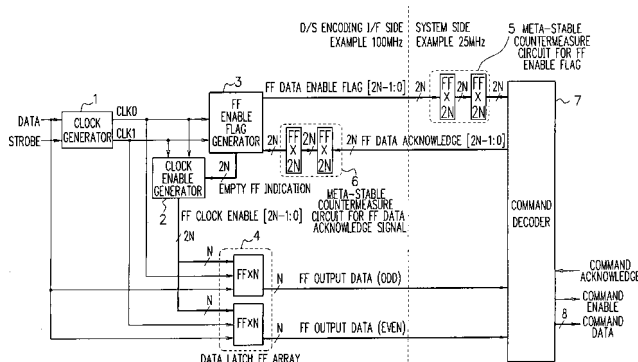 D/S ENCODING I/F SIDE
EXAMPLE 100MHz
SYSTEM SIDE
EXAMPLE 25MHz
5 META-STABLE
COUNTERMEASURE
CIRCUIT FOR FF
ENABLE FLAG
1
3
7
DATA
STROBE
CLOCK
GENERATOR
CLK0
CLK1
FF
ENABLE
FLAG
GENERATOR
FF DATA ENABLE FLAG [2N-1:0]
2N
FF
×
2N
2N
FF
×
2N
2N
2N
FF
×
2N
2N
FF
×
2N
2N
FF DATA ACKNOWLEDGE [2N-1:0]
2N
6
CLOCK
ENABLE
GENERATOR
2
2N
EMPTY FF INDICATION
META-STABLE
COUNTERMEASURE
CIRCUIT FOR FF DATA
ACKNOWLEDGE SIGNAL
COMMAND
DECODER
FF CLOCK ENABLE [2N-1:0]
2N
4
N
FF×N
N
FF OUTPUT DATA (ODD)
N
FF×N
N
FF OUTPUT DATA (EVEN)
DATA LATCH FF ARRAY
COMMAND
ACKNOWLEDGE
COMMAND
ENABLE
8
COMMAND
DATA